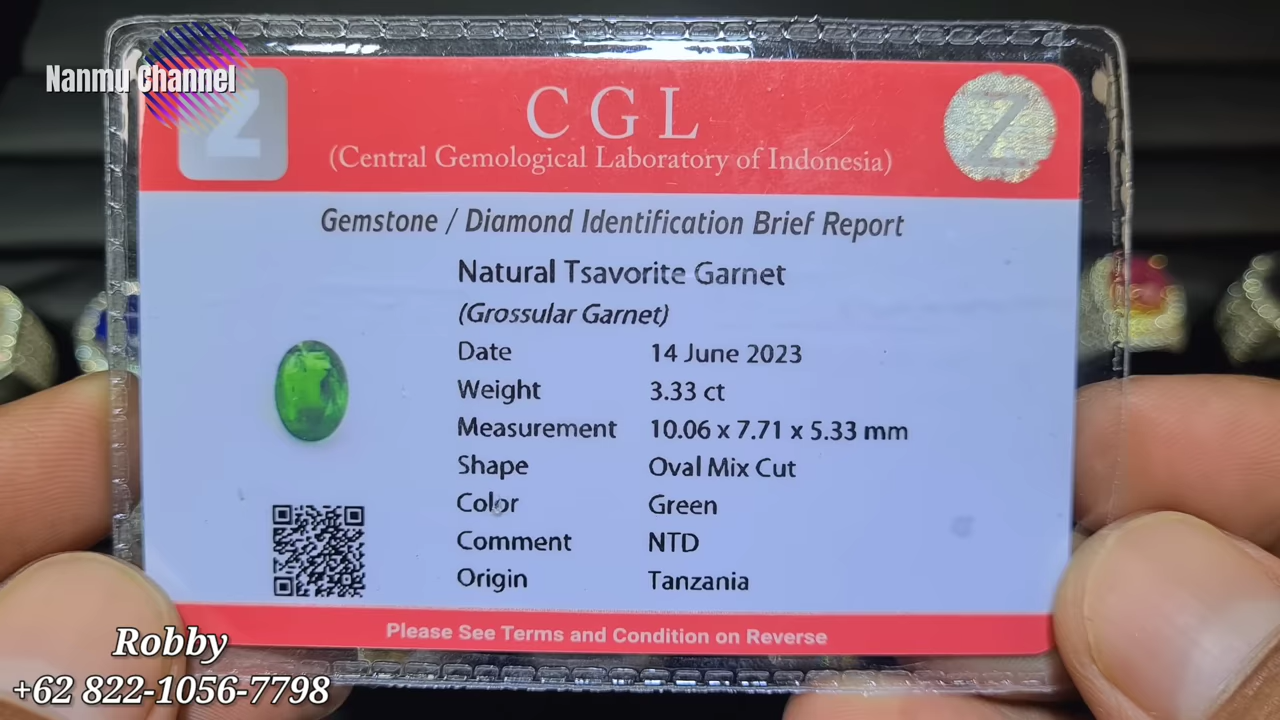 Nanmu Channel
Z
Z
C G L
(Central Gemological Laboratory of Indonesia)
Gemstone / Diamond Identification Brief Report
Natural Tsavorite Garnet
(Grossular Garnet)
Date 14 June 2023
Weight 3.33 ct
Measurement 10.06 x 7.71 x 5.33 mm
Shape Oval Mix Cut
Color Green
Comment NTD
Origin Tanzania
Please See Terms and Condition on Reverse
Robby
+62 822-1056-7798